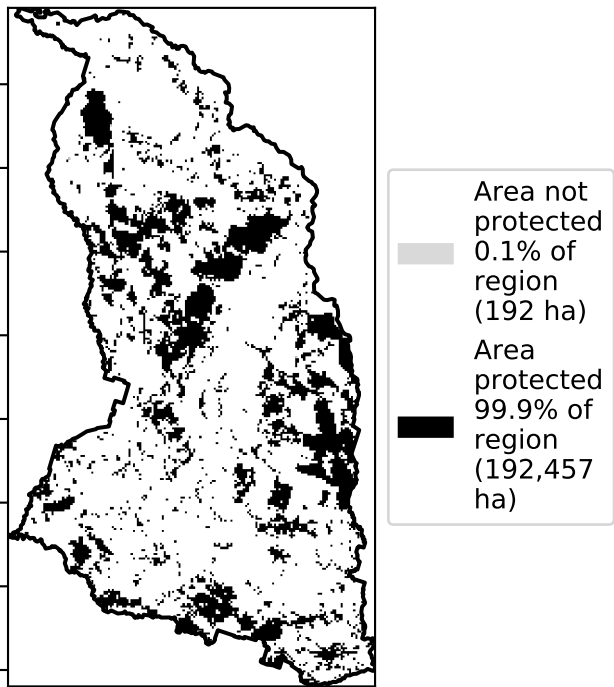 Area not
protected
0.1% of
region
(192 ha)
Area
protected
99.9% of
region
(192,457
ha)